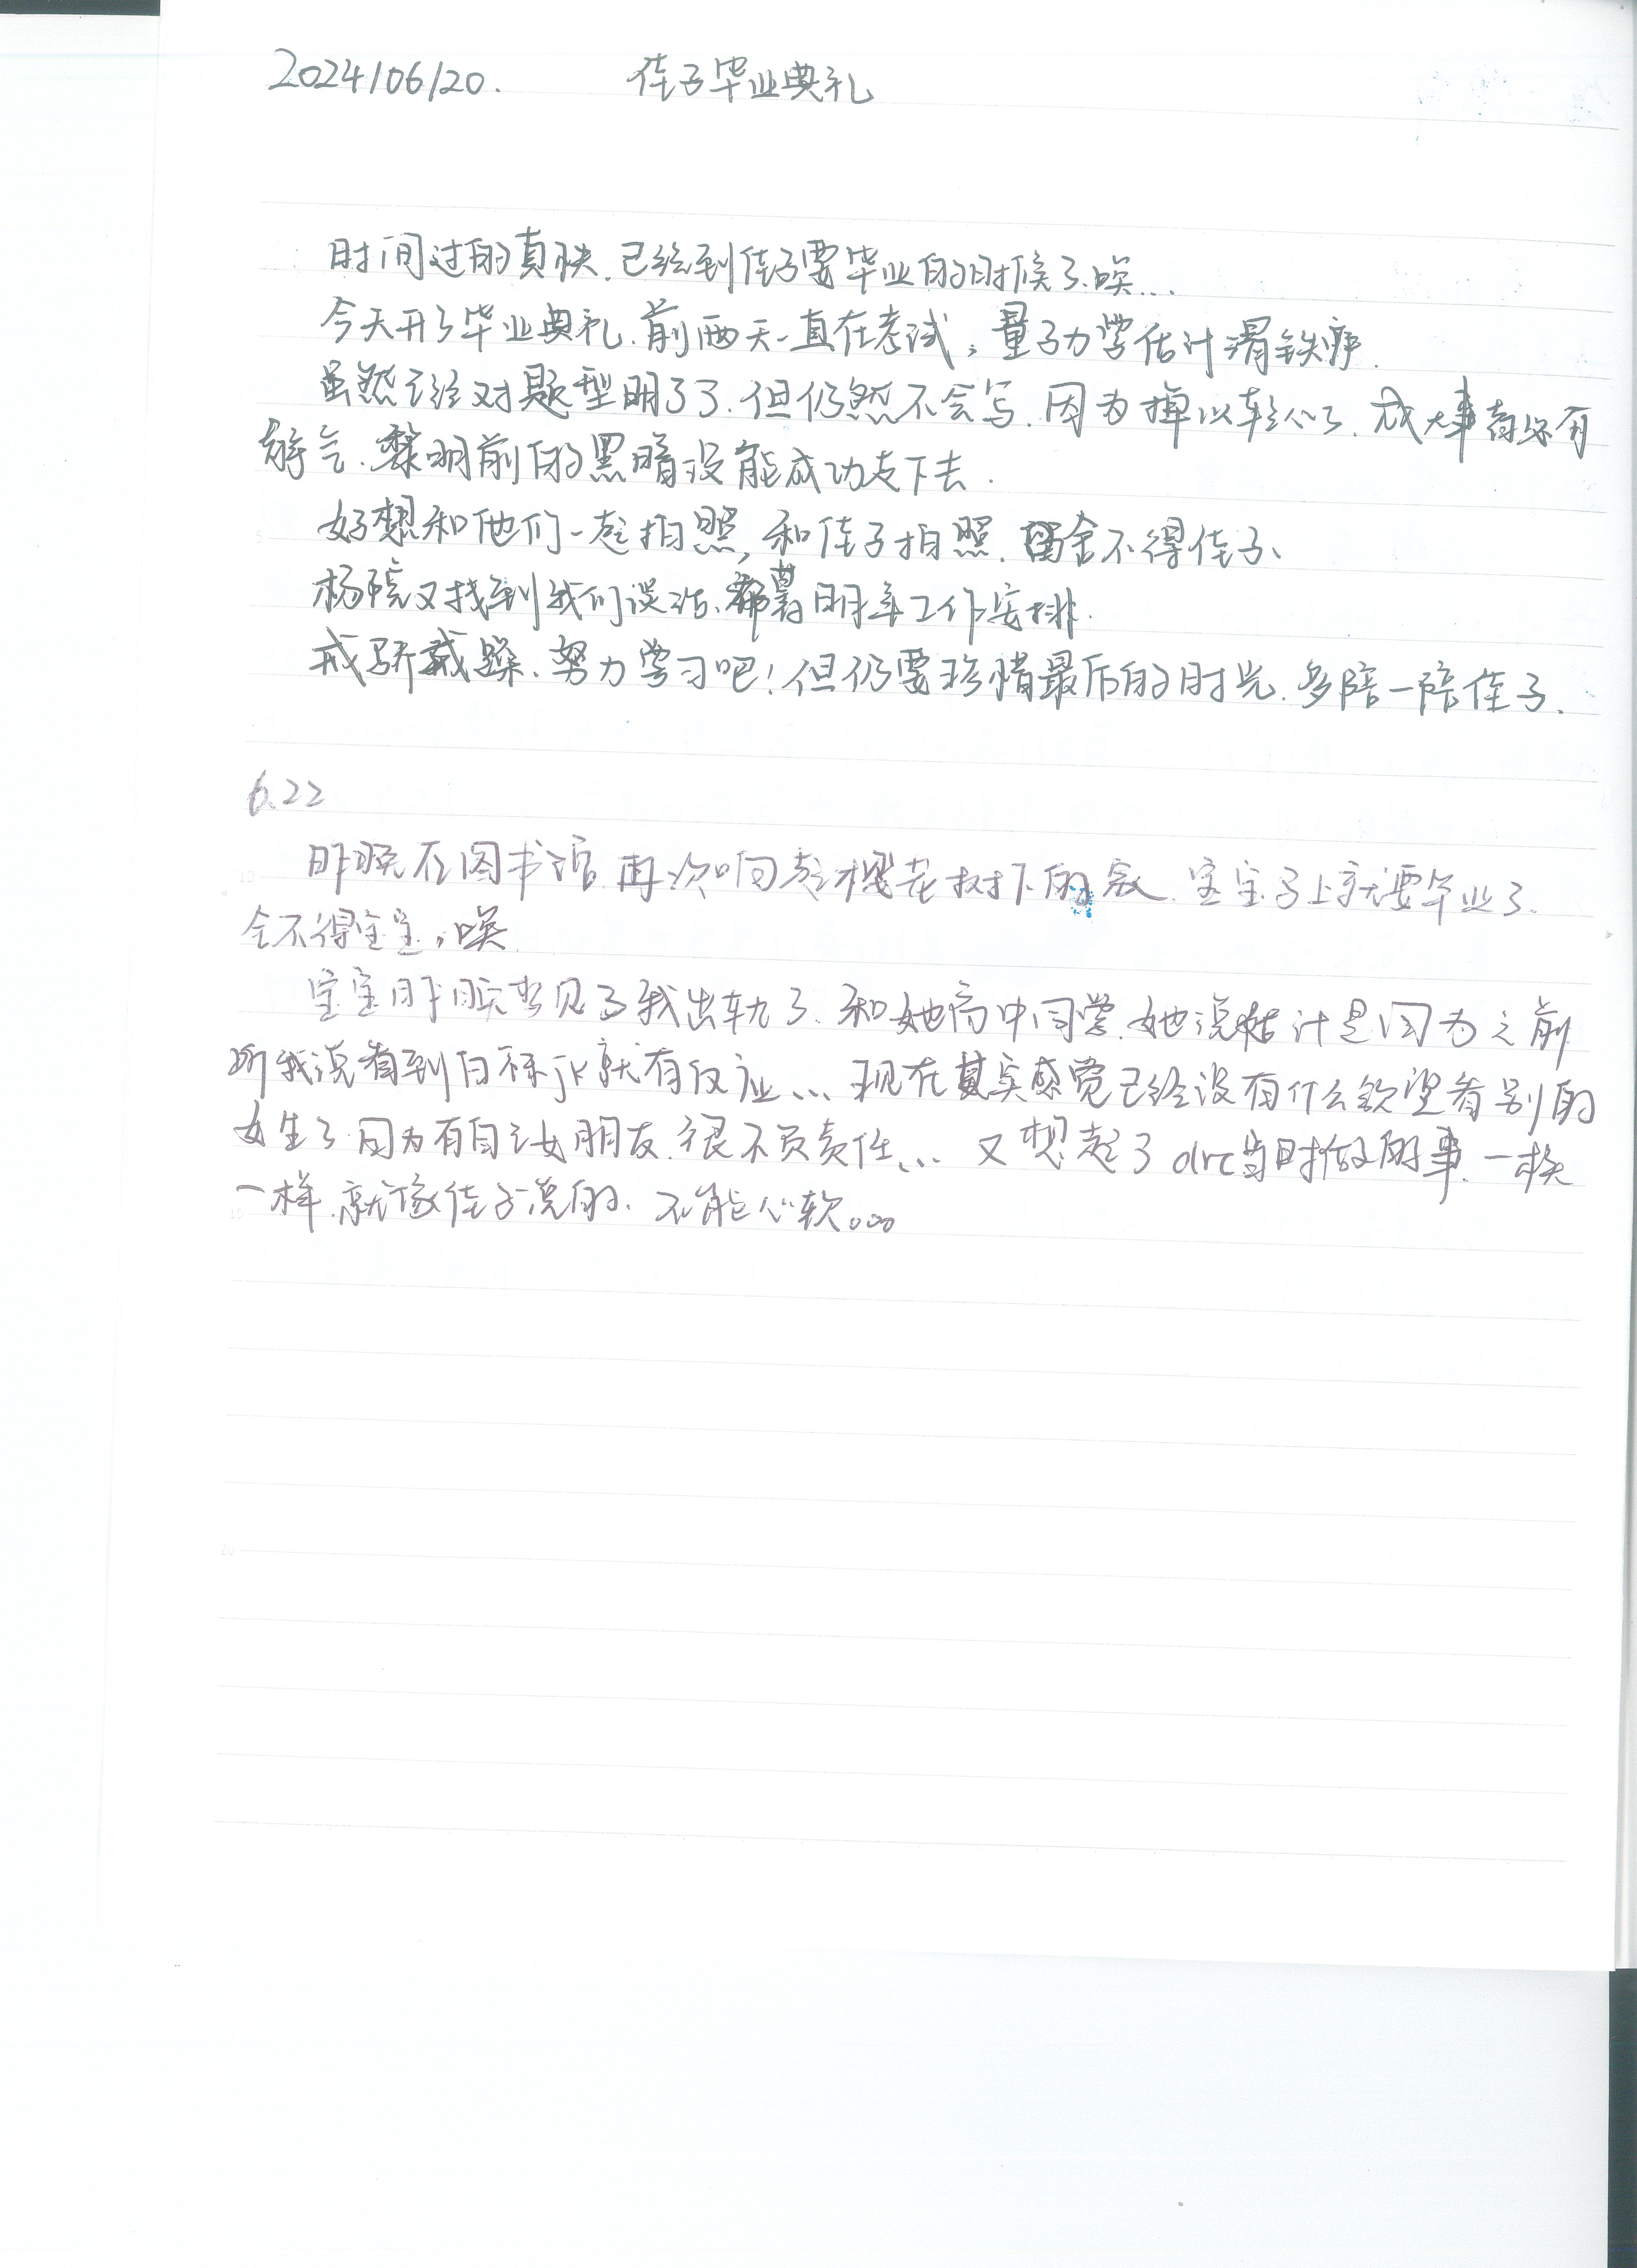 2024/06/20. 佳子毕业典礼
时间过的真快.已经到佳子要毕业的时候了.唉...
今天开了毕业典礼.前两天一直在考试,量子力学估计滑铁卢.
虽然已经对题型明了了.但仍然不会写.因为掉以轻心了.成大事者必有
静气.黎明前的黑暗没能成功走下去.
好想和他们一起拍照,和佳子拍照.舍不得佳子、
杨院又找到我们谈话、明年工作安排.
戒骄戒躁、努力学习吧!但仍要珍惜最后的时光.多陪一陪佳子.
6.22
昨晚在图书馆.再次响起樱花树下的家.宝宝马上就要毕业了.
舍不得宝宝,唉.
宝宝昨晚梦见了我出轨了.和她高中同学.她说估计是因为之前
听我说看到白裤jk就有反应...现在其实感觉已经没有什么欲望看别的
女生了.因为有自己女朋友.很不负责任...又想起了drc当时做的事.一模
一样.就像佳子说的.不能心软。。。